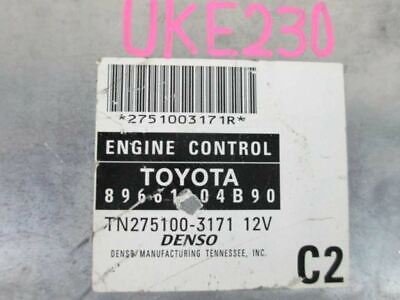 UKE230
*2751003171R*
ENGINE CONTROL
TOYOTA
89661-04B90
TN275100-3171 12V
DENSO
DENSO MANUFACTURING TENNESSEE, INC.
C2